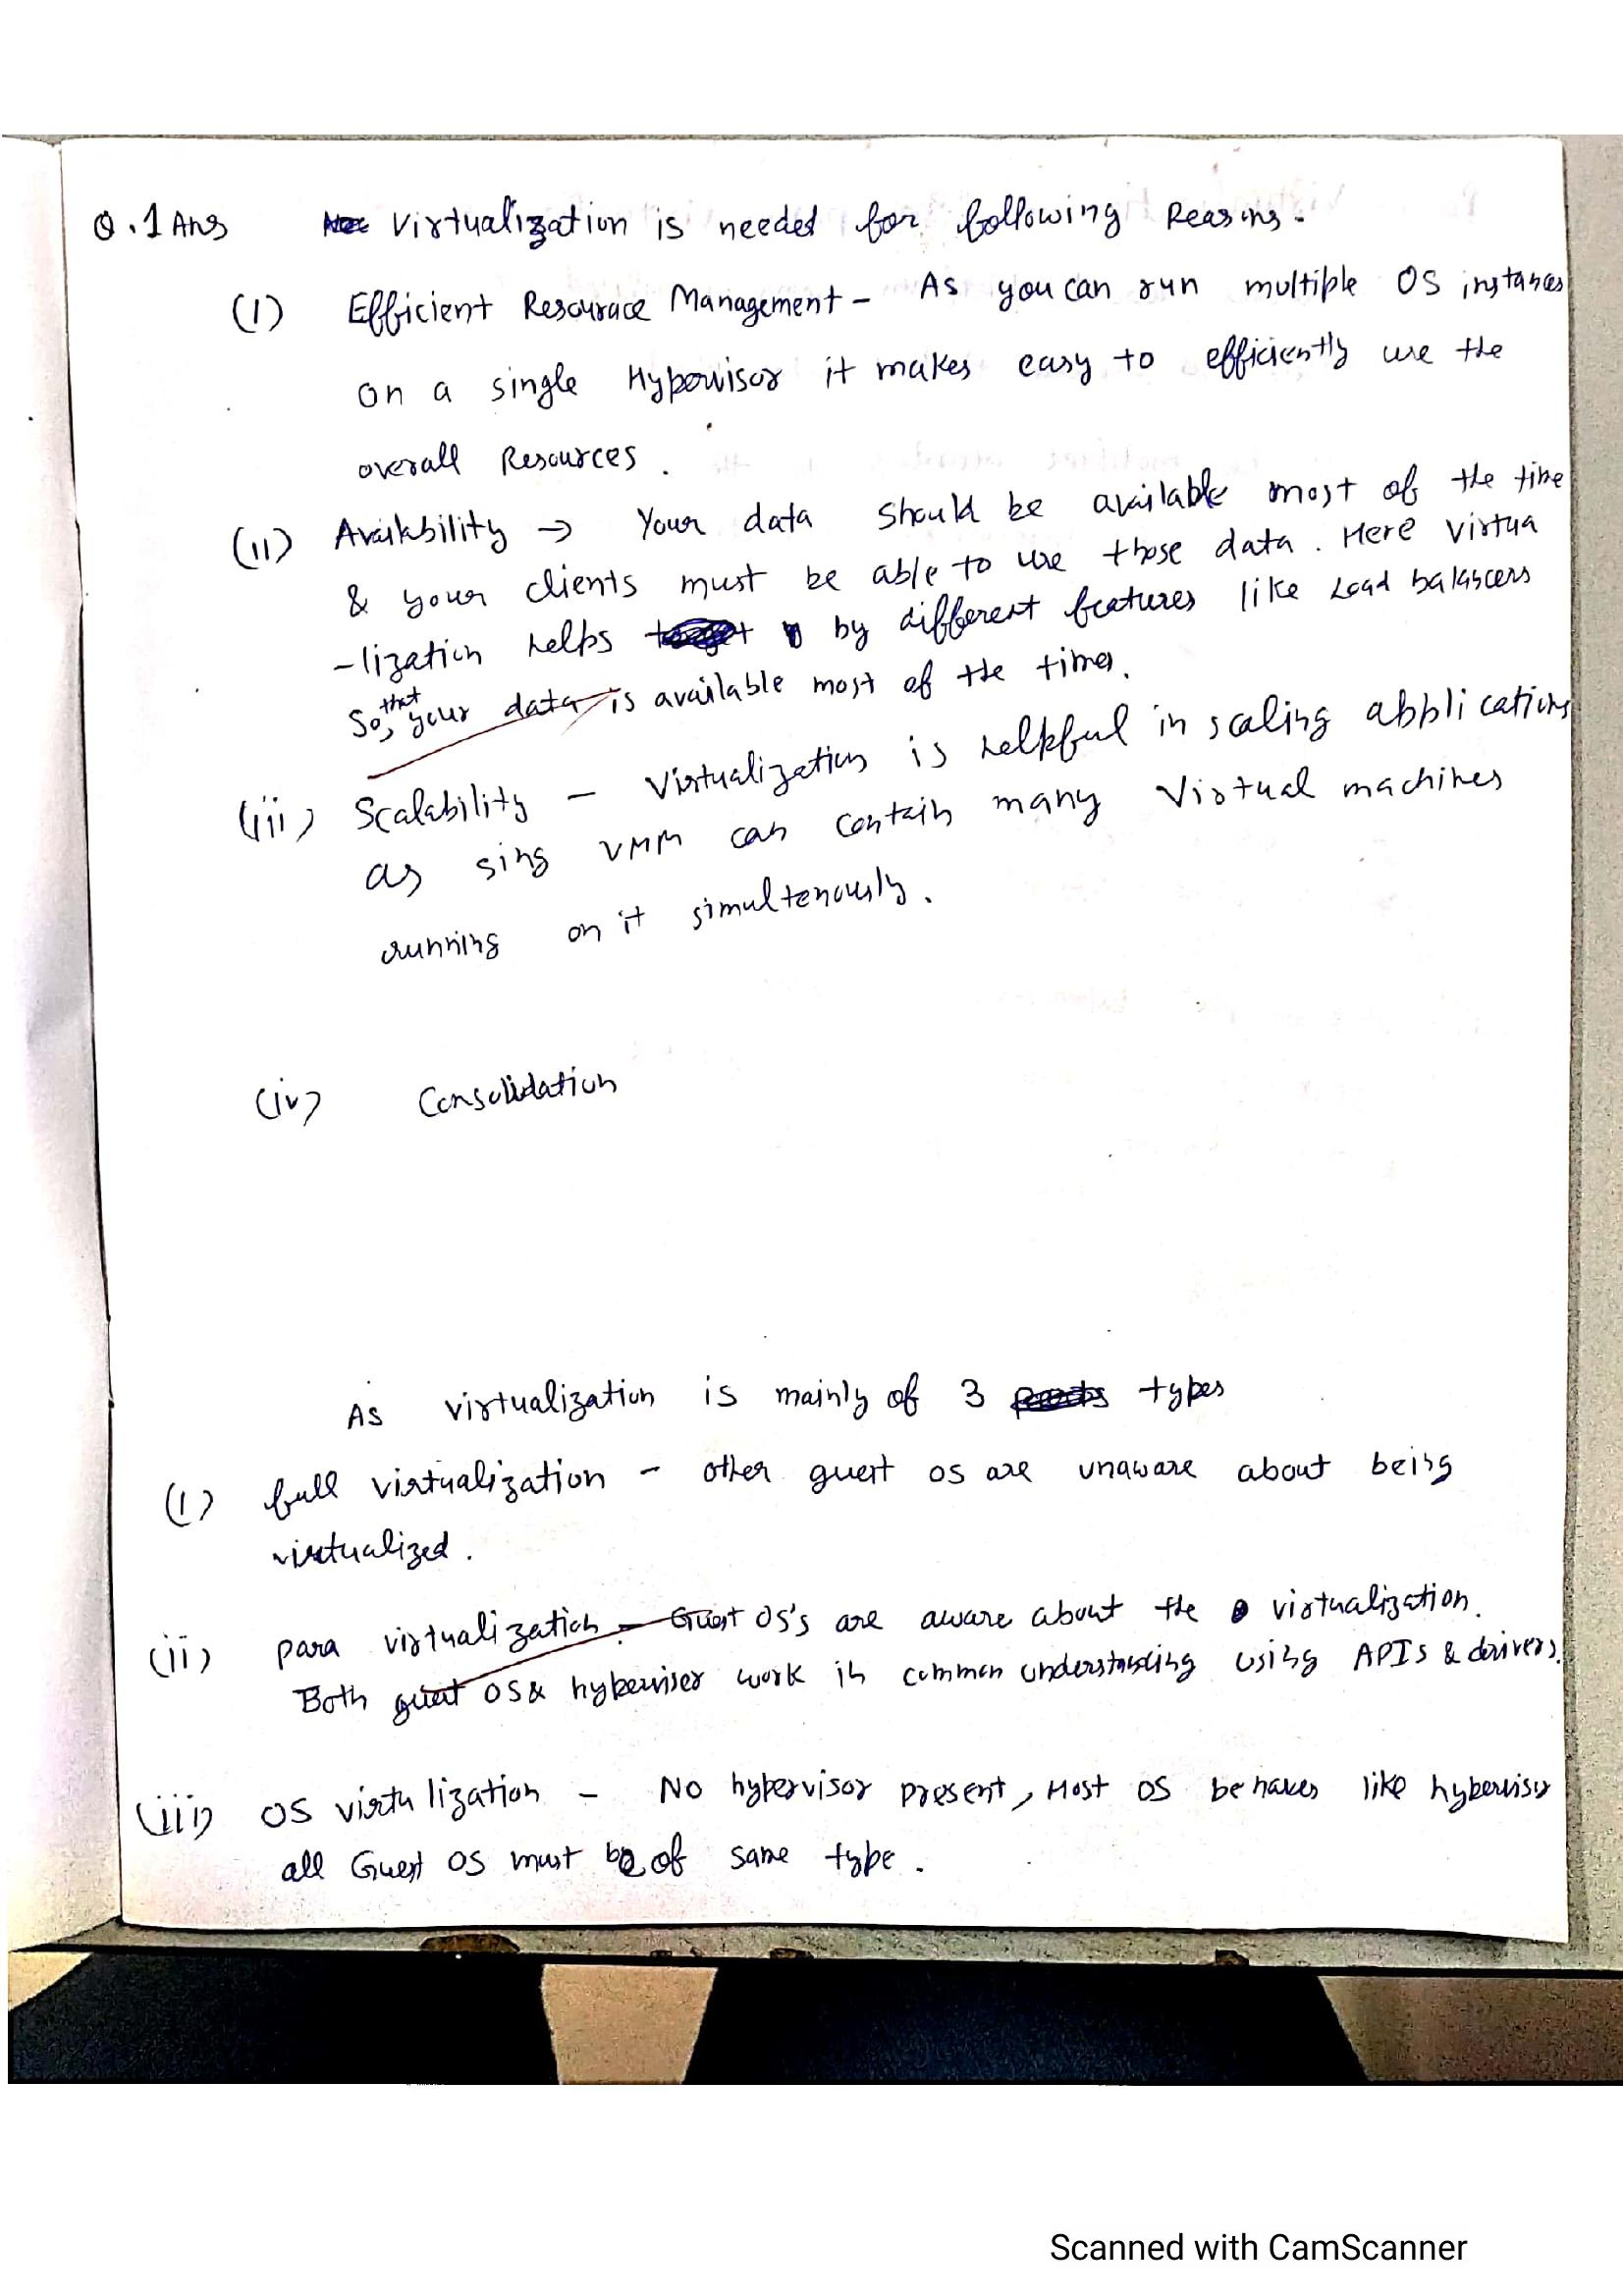 Q.1 Ans Virtualization is needed for following Reasons.
(i) Efficient Resourace Management - As you can run multiple OS instances
on a single Hypervisor it makes easy to efficiently use the
overall Resources.
(ii) Availability → Your data should be available most of the time
& your clients must be able to use those data. Here virtua
-lization helps by different features like Load balancers
So, that your data is available most of the times.
(iii) Scalability - Virtualization is helpful in scaling applications
as sing VMM can contain many Virtual machines
running on it simultenously.
(iv) Consolidation
As virtualization is mainly of 3 types
(i) full virtualization - other guest os are unaware about being
virtualized.
(ii) para virtualization - Guest OS's are aware about the virtualization.
Both guest OS & hyperviser work in common understanding using APIs & drivers.
(iii) OS virtulization - No hypervisor present, Host OS behaves like hypervisor
all Guest OS must be of same type.
Scanned with CamScanner